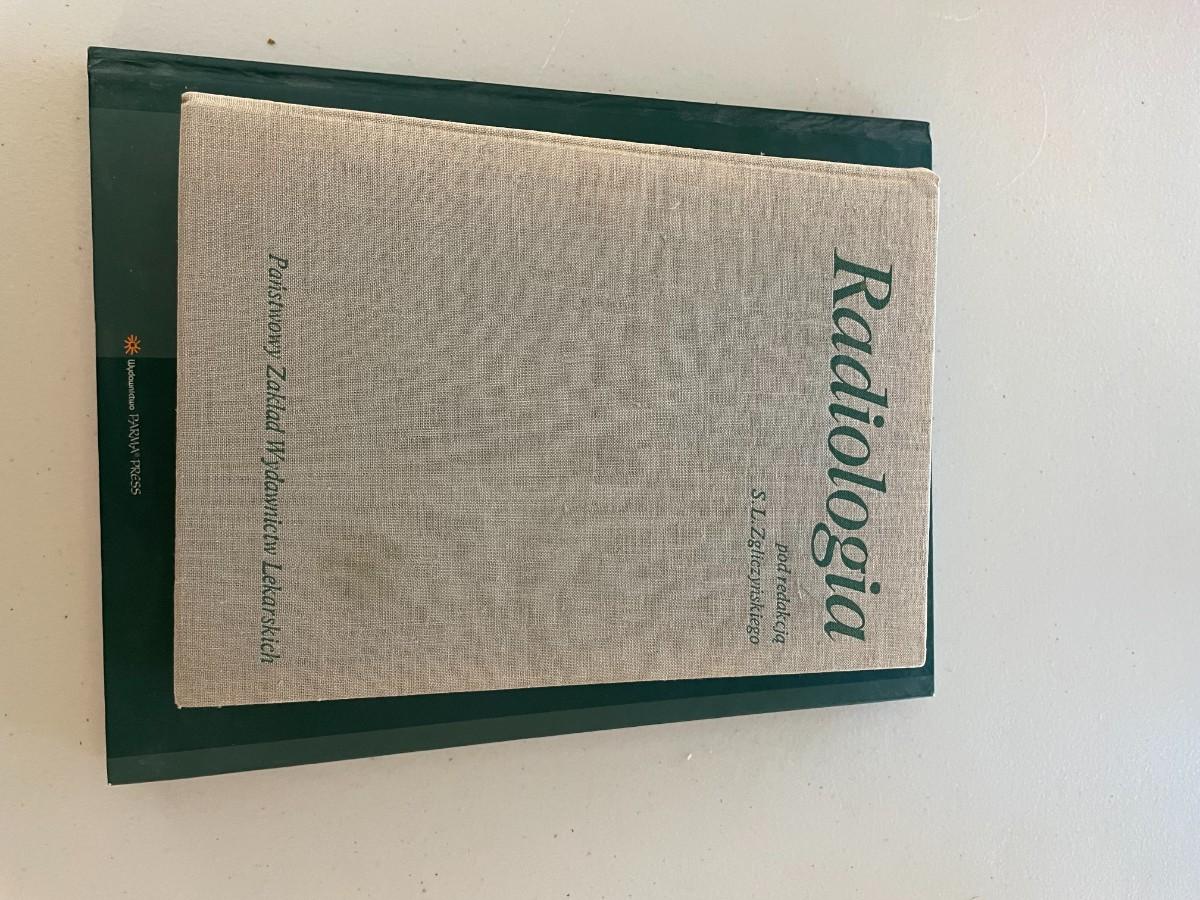 Radiologia
pod redakcją
S. L. Zgliczyńskiego
Państwowy Zakład Wydawnictw Lekarskich
Wydawnictwo PARMA® PRESS